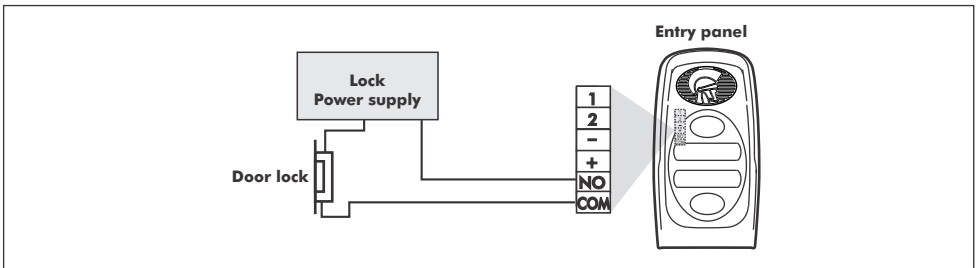 Entry panel
Lock
Power supply
1
2
–
+
NO
COM
Door lock